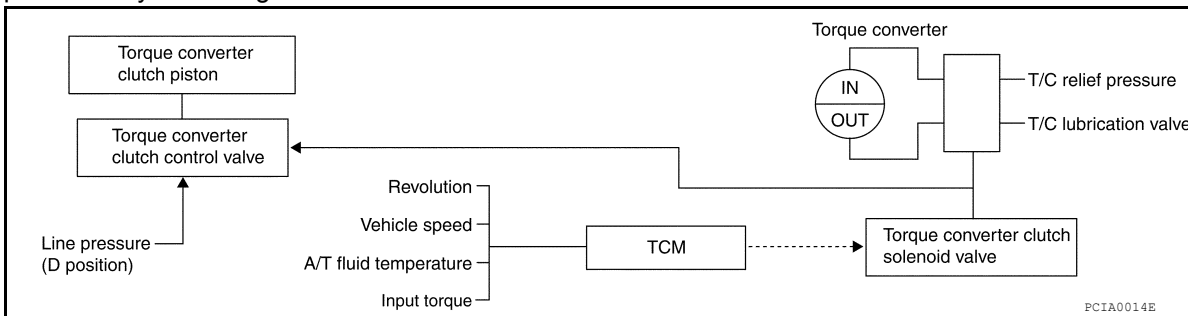 Torque converter
clutch piston
Torque converter
clutch control valve
Line pressure
(D position)
Revolution
Vehicle speed
A/T fluid temperature
Input torque
TCM
Torque converter
IN
OUT
T/C relief pressure
T/C lubrication valve
Torque converter clutch
solenoid valve
PCIA0014E